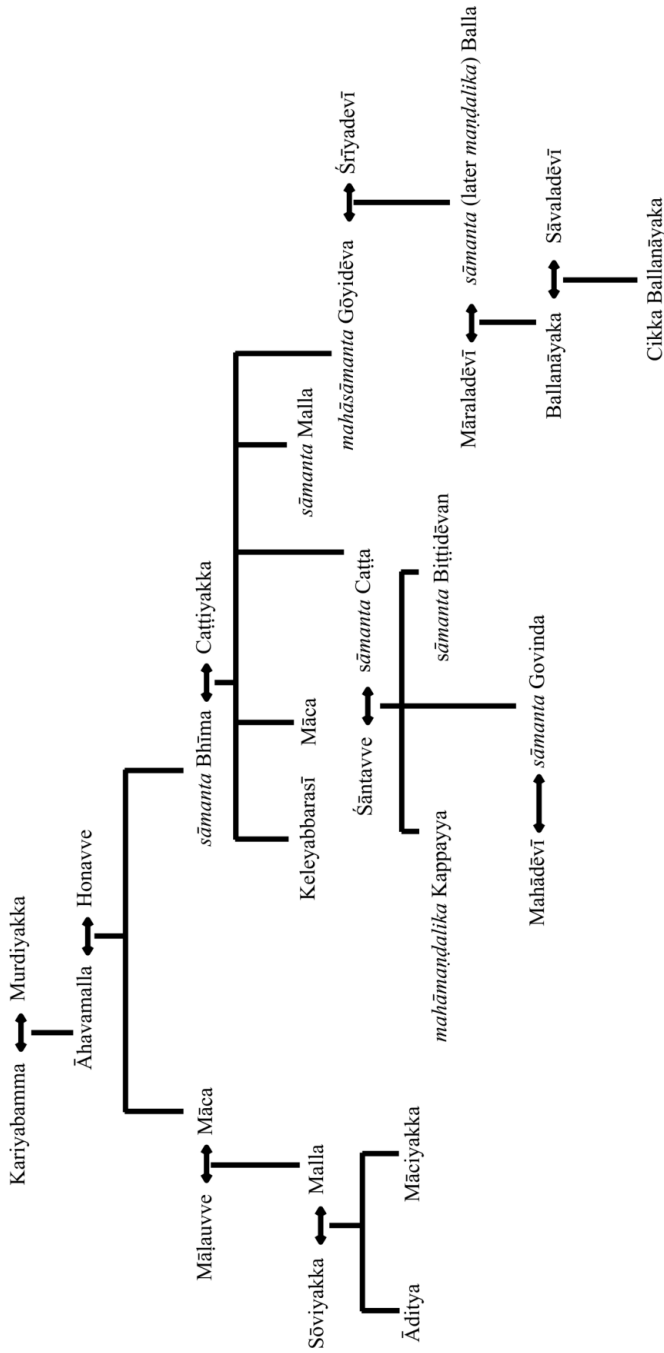 Kariyabamma Murdiyakka
Āhavamalla Honavve
Māḷauvve Māca sāmanta Bhīma Caṭṭiyakka
Sōviyakka Malla Keleyabbarasī Māca sāmanta Malla
Āditya Māciyakka Śāntavve sāmanta Caṭṭa mahāsāmanta Gōyidēva Śrīyadevī
mahāmaṇḍalika Kappayya sāmanta Biṭṭidēvan
Māraladēvī sāmanta (later maṇḍalika) Balla
Mahādēvī sāmanta Govinda
Ballanāyaka Sāvaladēvī
Cikka Ballanāyaka